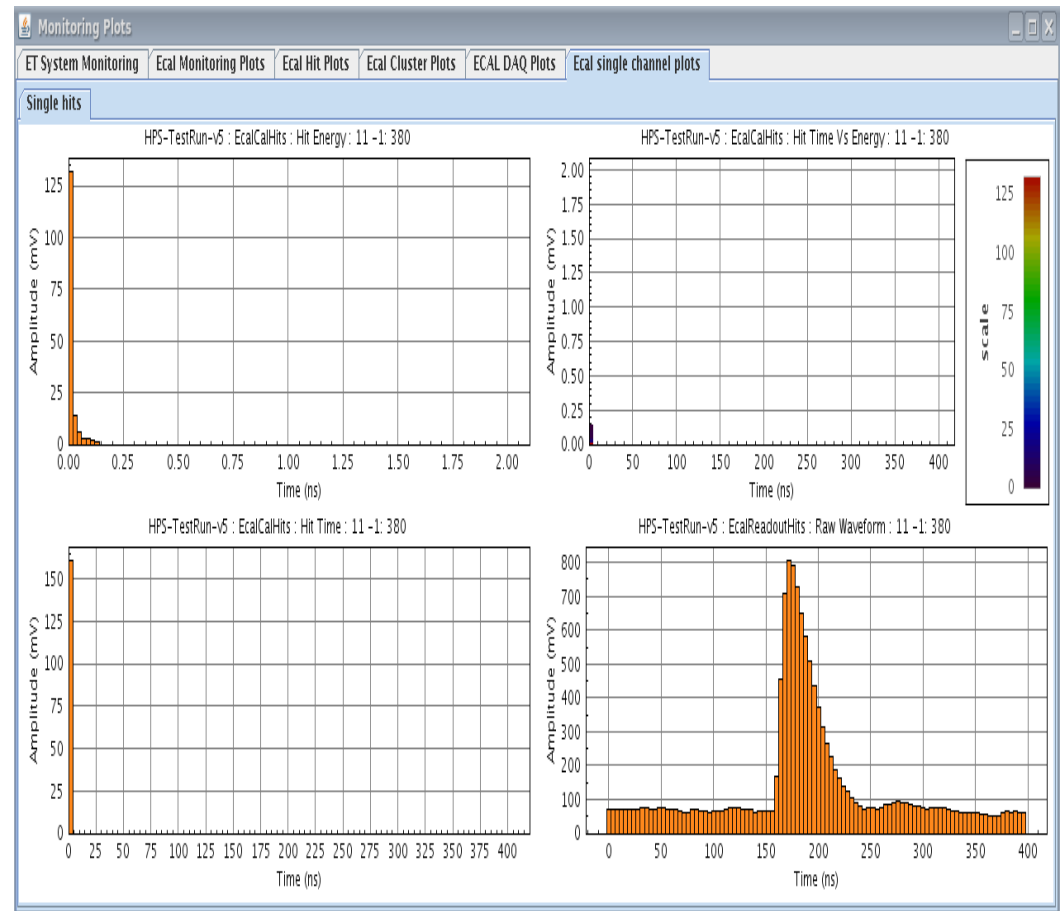 Monitoring Plots
ET System Monitoring Ecal Monitoring Plots Ecal Hit Plots Ecal Cluster Plots ECAL DAQ Plots Ecal single channel plots
Single hits
HPS-TestRun-v5 : EcalCalHits : Hit Energy : 11 -1: 380
125
100
75
50
25
0
Amplitude (mV)
0.00 0.25 0.50 0.75 1.00 1.25 1.50 1.75 2.00
Time (ns)
HPS-TestRun-v5 : EcalCalHits : Hit Time Vs Energy : 11 -1: 380
2.00
1.75
1.50
1.25
1.00
0.75
0.50
0.25
0.00
Amplitude (mV)
0 50 100 150 200 250 300 350 400
Time (ns)
125
100
75
50
25
0
scale
HPS-TestRun-v5 : EcalCalHits : Hit Time : 11 -1: 380
150
125
100
75
50
25
0
Amplitude (mV)
0 25 50 75 100 125 150 175 200 225 250 275 300 325 350 375 400
Time (ns)
HPS-TestRun-v5 : EcalReadoutHits : Raw Waveform : 11 -1: 380
800
700
600
500
400
300
200
100
0
Amplitude (mV)
0 50 100 150 200 250 300 350 400
Time (ns)